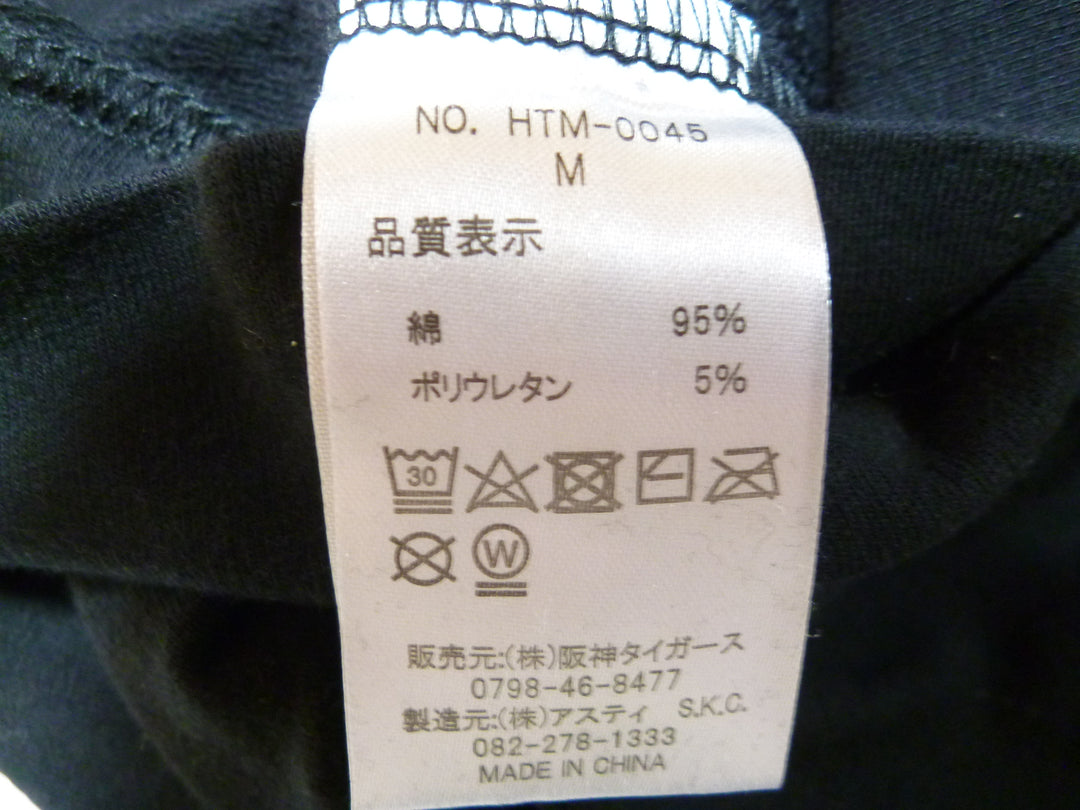 NO. HTM-0045
M
品質表示
綿 95%
ポリウレタン 5%
30
W
販売元:(株)阪神タイガース
0798-46-8477
製造元:(株)アスティ S.K.C.
082-278-1333
MADE IN CHINA